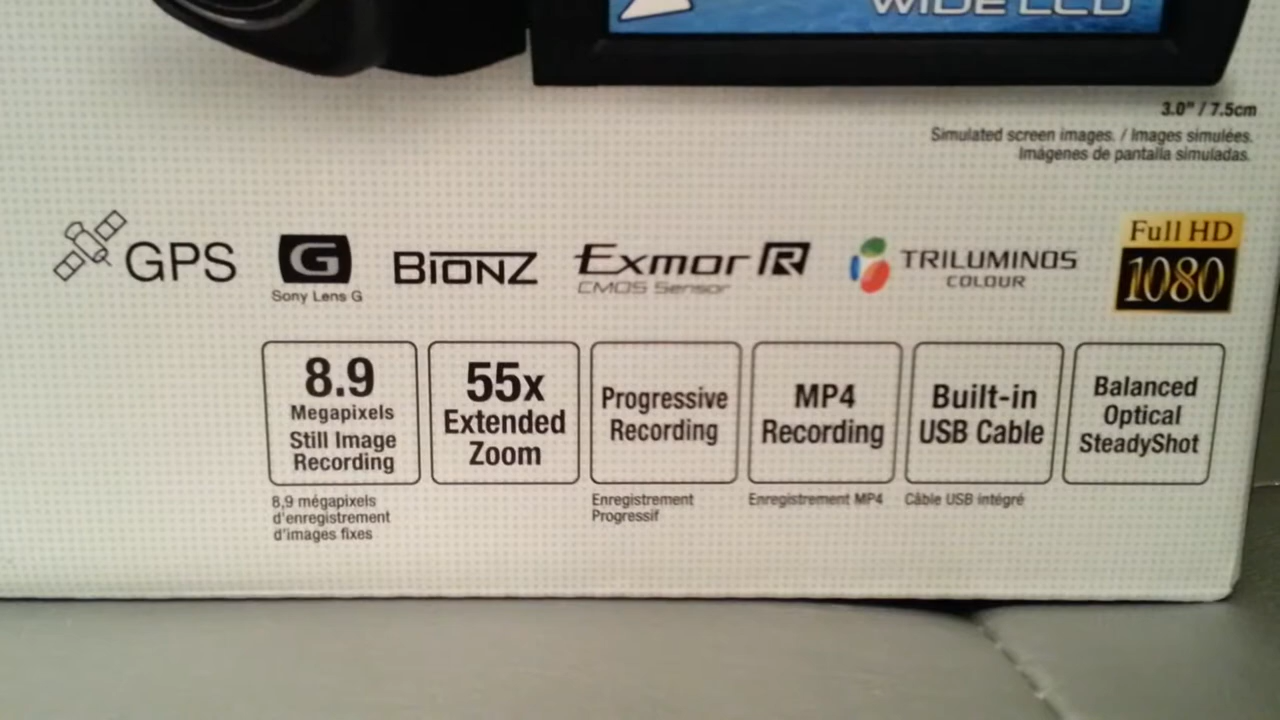 WIDE LCD
3.0" / 7.5cm
Simulated screen images. / Images simulées.
Imágenes de pantalla simuladas.
GPS
G
Sony Lens G
BIONZ
Exmor R
CMOS Sensor
TRILUMINOS
COLOUR
Full HD
1080
8.9
Megapixels
Still Image
Recording
8,9 mégapixels
d'enregistrement
d'images fixes
55x
Extended
Zoom
Progressive
Recording
Enregistrement
Progressif
MP4
Recording
Enregistrement MP4
Built-in
USB Cable
Câble USB intégré
Balanced
Optical
SteadyShot